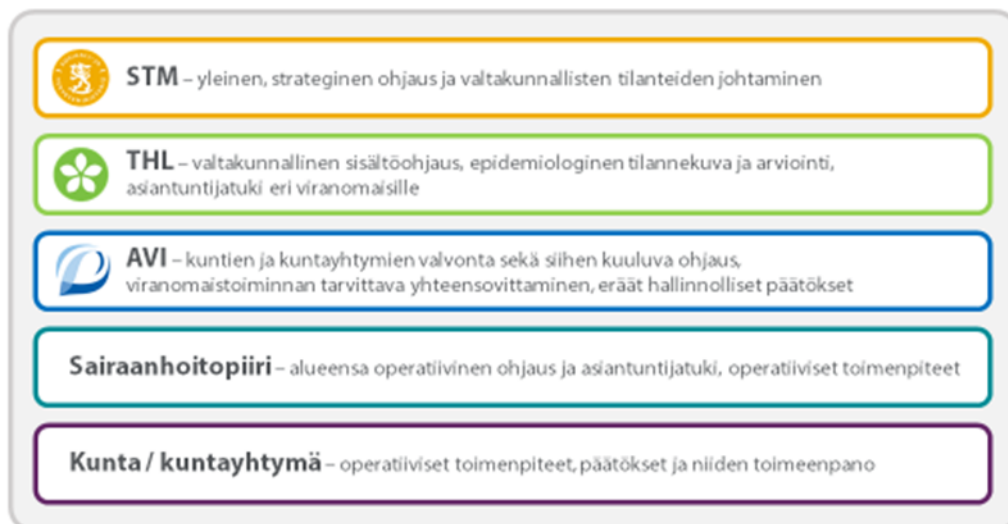 STM – yleinen, strateginen ohjaus ja valtakunnallisten tilanteiden johtaminen
THL – valtakunnallinen sisältöohjaus, epidemiologinen tilannekuva ja arviointi,
asiantuntijatuki eri viranomaisille
AVI – kuntien ja kuntayhtymien valvonta sekä siihen kuuluva ohjaus,
viranomaistoiminnan tarvittava yhteensovittaminen, eräät hallinnolliset päätökset
Sairaanhoitopiiri – alueensa operatiivinen ohjaus ja asiantuntijatuki, operatiiviset toimenpiteet
Kunta / kuntayhtymä – operatiiviset toimenpiteet, päätökset ja niiden toimeenpano